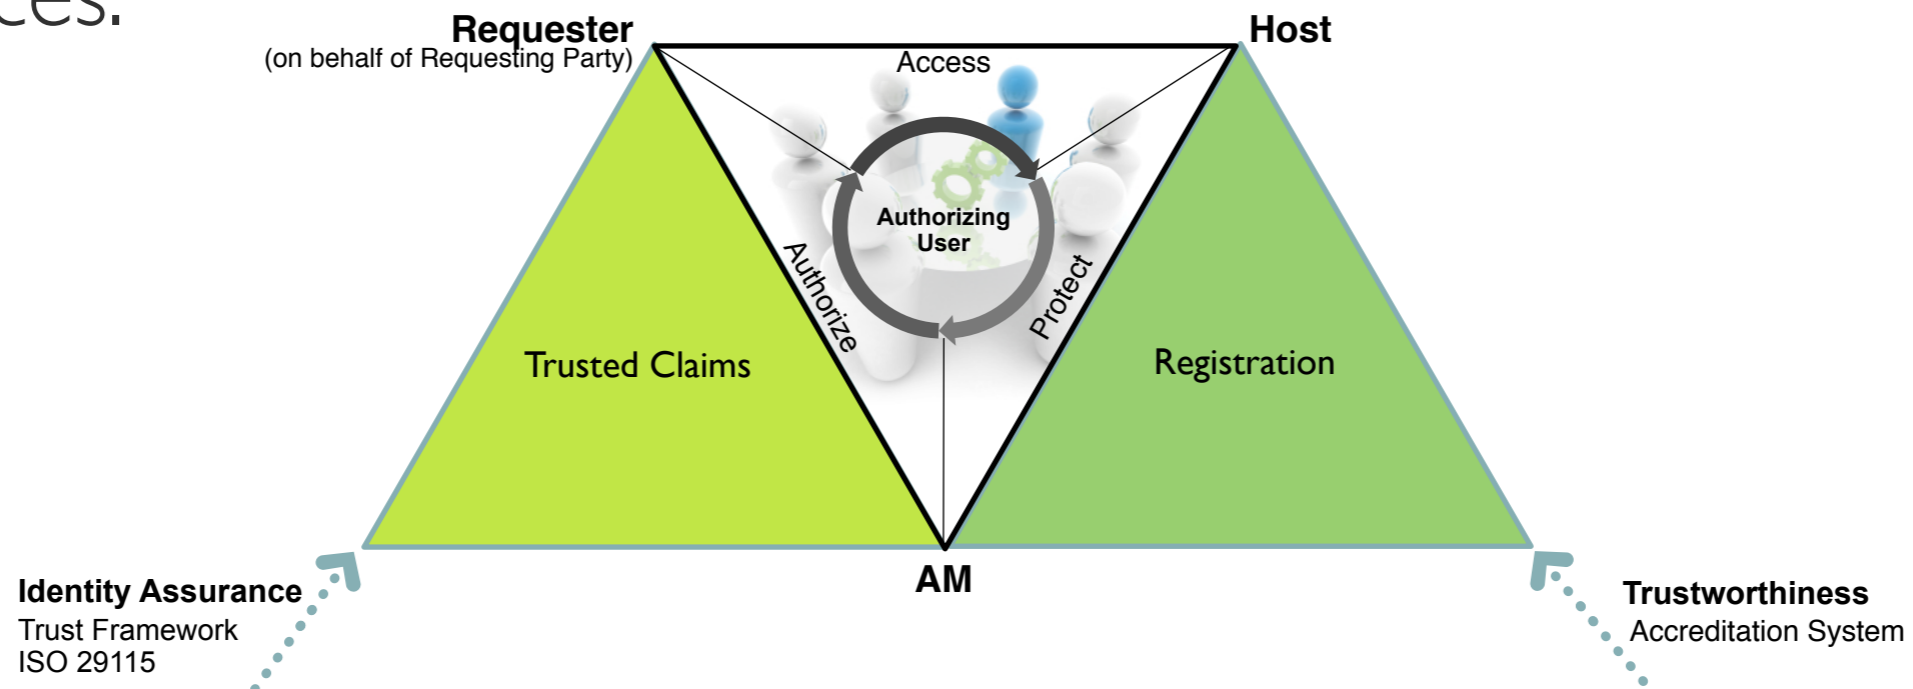 Requester
Host
(on behalf of Requesting Party)
Access
Authorizing
User
Authorize
Protect
Trusted Claims
Registration
AM
Identity Assurance
Trust Framework
ISO 29115
Trustworthiness
Accreditation System